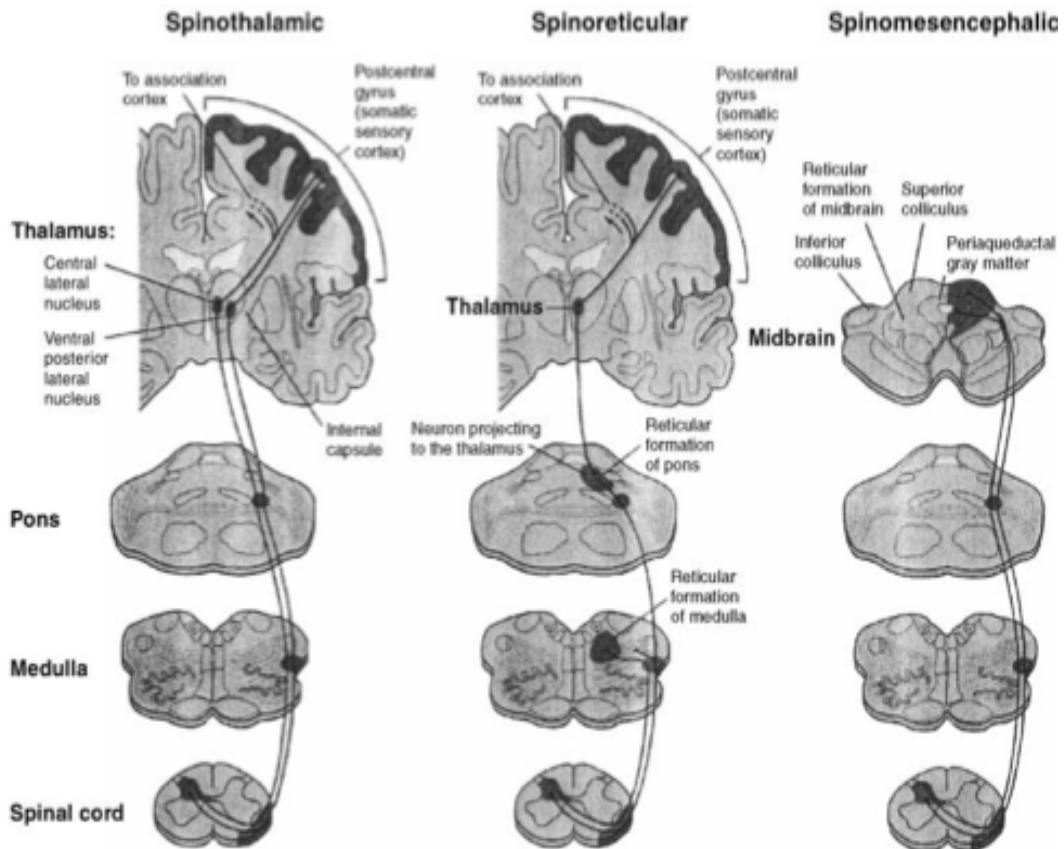 Spinothalamic
Spinoreticular
Spinomesencephalic
To association
cortex
Postcentral
gyrus
(somatic
sensory
cortex)
Thalamus:
Central
lateral
nucleus
Ventral
posterior
lateral
nucleus
Internal
capsule
To association
cortex
Postcentral
gyrus
(somatic
sensory
cortex)
Thalamus
Neuron projecting
to the thalamus
Reticular
formation
of pons
Reticular
formation
of medulla
Reticular
formation
of midbrain
Superior
colliculus
Inferior
colliculus
Periaqueductal
gray matter
Midbrain
Pons
Medulla
Spinal cord